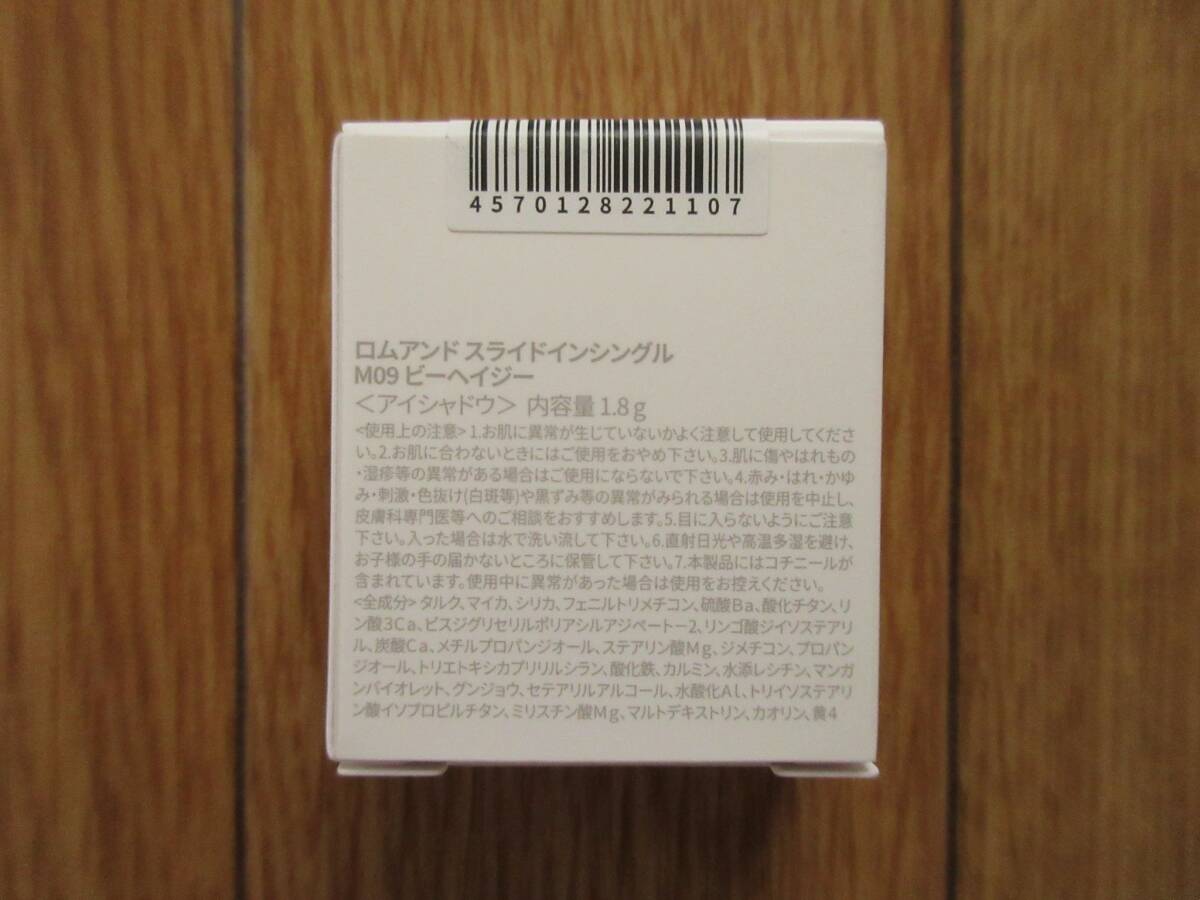 4570128221107
ロムアンド スライドインシングル
M09 ビーヘイジー
＜アイシャドウ＞ 内容量 1.8g
<使用上の注意>1.お肌に異常が生じていないかよく注意して使用してくださ
い。2.お肌に合わないときにはご使用をおやめ下さい。3.肌に傷やはれもの
・湿疹等の異常がある場合はご使用にならないで下さい。4.赤み・はれ・かゆ
み・刺激・色抜け(白斑等)や黒ずみ等の異常がみられる場合は使用を中止し、
皮膚科専門医等へのご相談をおすすめします。5.目に入らないようにご注意
下さい。入った場合は水で洗い流して下さい。6.直射日光や高温多湿を避け、
お子様の手の届かないところに保管して下さい。7.本製品にはコチニールが
含まれています。使用中に異常があった場合は使用をお控えください。
<全成分>タルク、マイカ、シリカ、フェニルトリメチコン、硫酸Ba、酸化チタン、リ
ン酸3Ca、ビスジグリセリルポリアシルアジペート－2、リンゴ酸ジイソステアリ
ル、炭酸Ca、メチルプロパンジオール、ステアリン酸Mg、ジメチコン、プロパン
ジオール、トリエトキシカプリリルシラン、酸化鉄、カルミン、水添レシチン、マンガ
ンバイオレット、グンジョウ、セテアリルアルコール、水酸化Al、トリイソステアリ
ン酸イソプロピルチタン、ミリスチン酸Mg、マルトデキストリン、カオリン、黄4